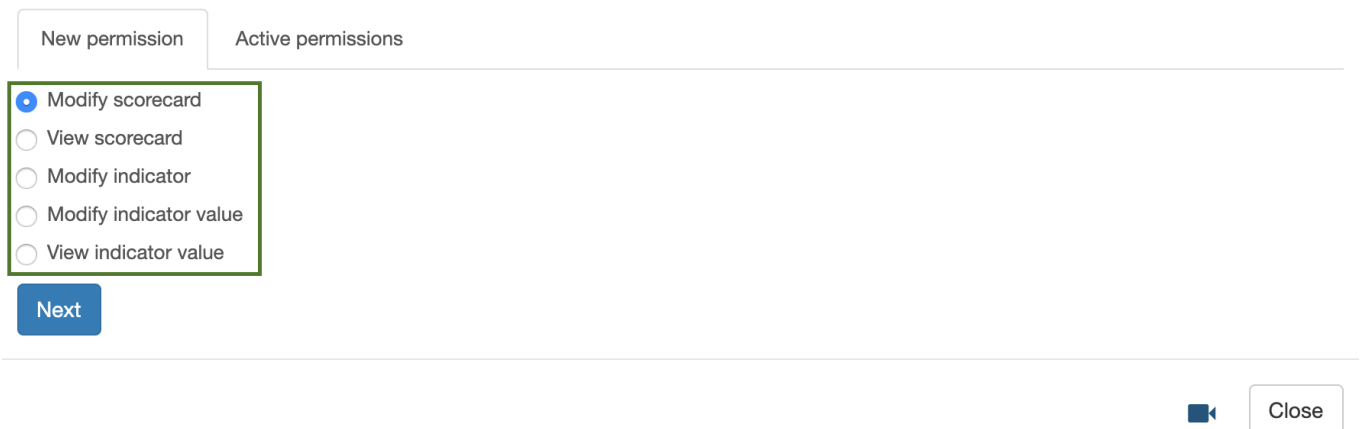 New permission Active permissions
Modify scorecard
View scorecard
Modify indicator
Modify indicator value
View indicator value
Next
Close